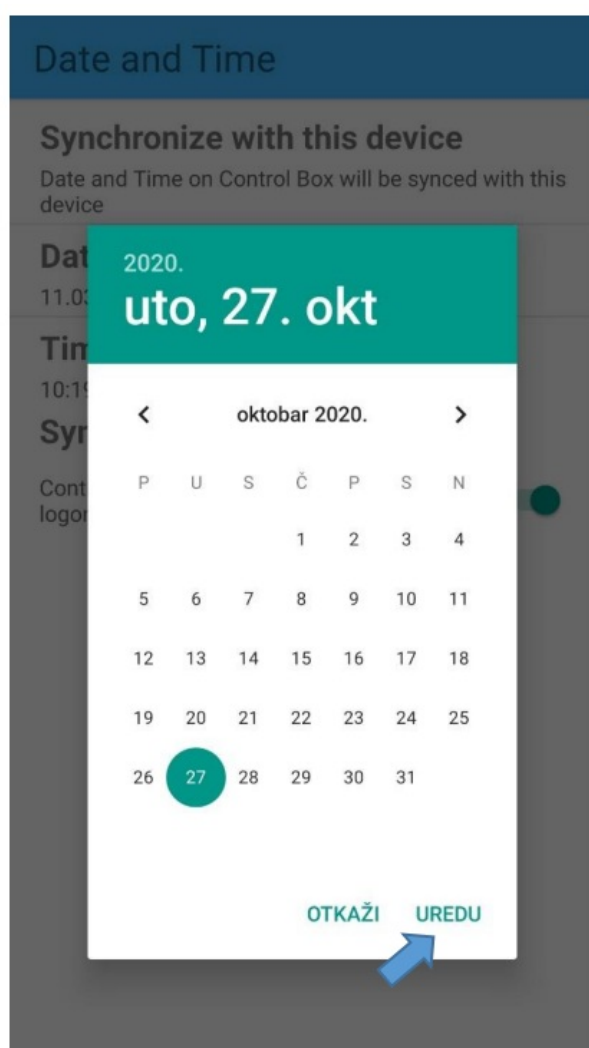 Date and Time
Synchronize with this device
Date and Time on Control Box will be synced with this
device
Dat
11.03
Tim
10:19
Syr
Cont
logor
2020.
uto, 27. okt
oktobar 2020.
P U S Č P S N
1 2 3 4
5 6 7 8 9 10 11
12 13 14 15 16 17 18
19 20 21 22 23 24 25
26 27 28 29 30 31
OTKAŽI UREDU